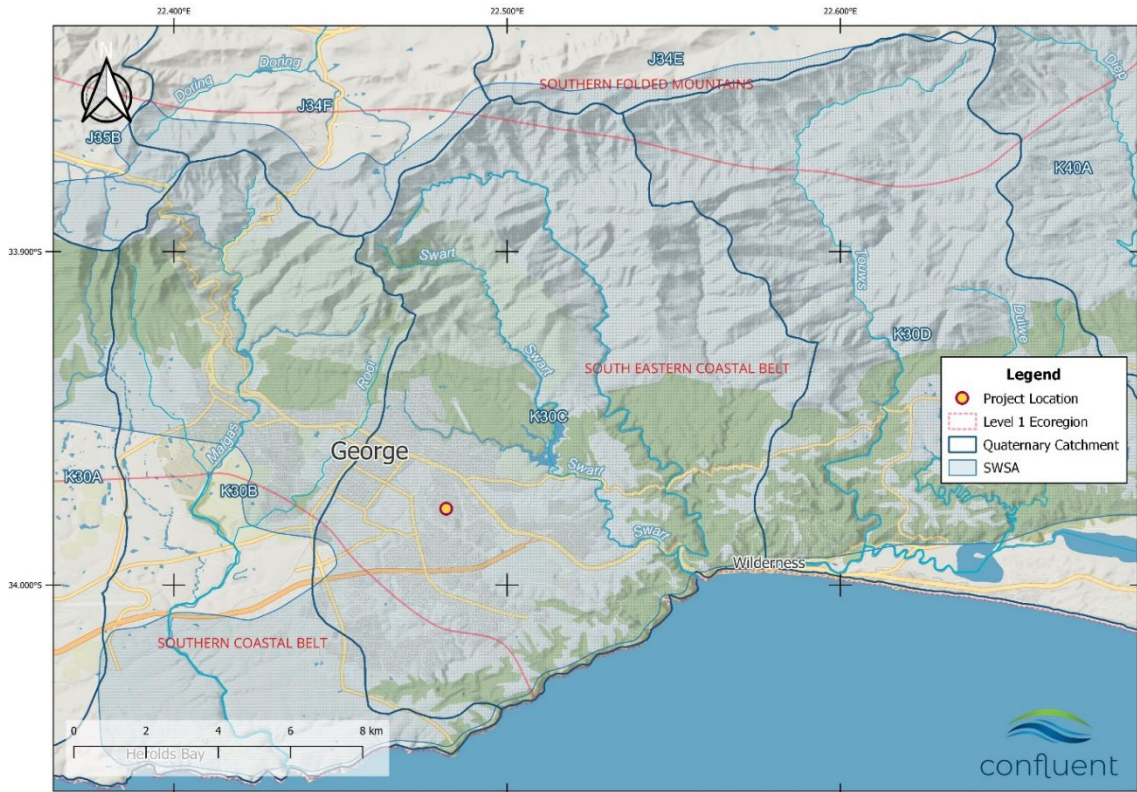 22.400°E
22.500°E
22.600°E
N
Doring
Doring
J34E
SOUTHERN FOLDED MOUNTAINS
Diep
J34F
J35B
K40A
33.900°S
Swart
Touws
Duiwe
K30D
Rooi
Swart
SOUTH EASTERN COASTAL BELT
Legend
Project Location
Level 1 Ecoregion
Quaternary Catchment
SWSA
K30C
Malgas
George
K30A
K30B
Swart
Swart
Wilderness
34.000°S
SOUTHERN COASTAL BELT
0 2 4 6 8 km
Herolds Bay
confluent